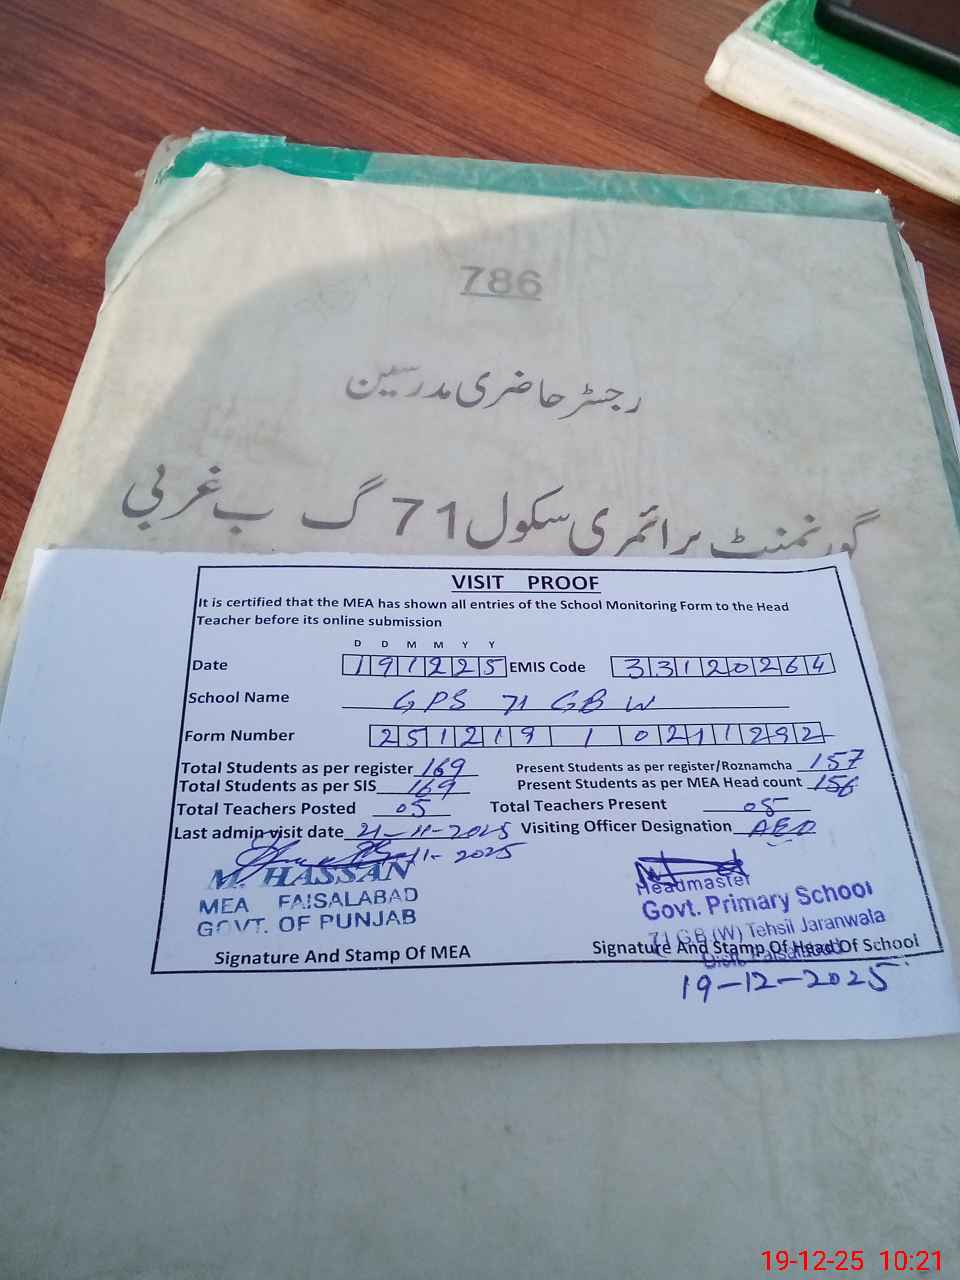 786
رجسٹر حاضری مدرسین
گورنمنٹ پرائمری سکول 71 گ ب غربی
VISIT PROOF
It is certified that the MEA has shown all entries of the School Monitoring Form to the Head
Teacher before its online submission
D D M M Y Y
Date 191225 EMIS Code 33120264
School Name GPS 71 GB W
Form Number 251219 1 0211292
Total Students as per register 169 Present Students as per register/Roznamcha 157
Total Students as per SIS 169 Present Students as per MEA Head count 156
Total Teachers Posted 05 Total Teachers Present 05
Last admin visit date 21-11-2025 Visiting Officer Designation AEO
11-2025
M. HASSAN
MEA FAISALABAD
GOVT. OF PUNJAB
Signature And Stamp Of MEA
Headmaster
Govt. Primary School
71 G.B (W) Tehsil Jaranwala
Distt. Faisalabad
Signature And Stamp Of Head Of School
19-12-2025
19-12-25 10:21